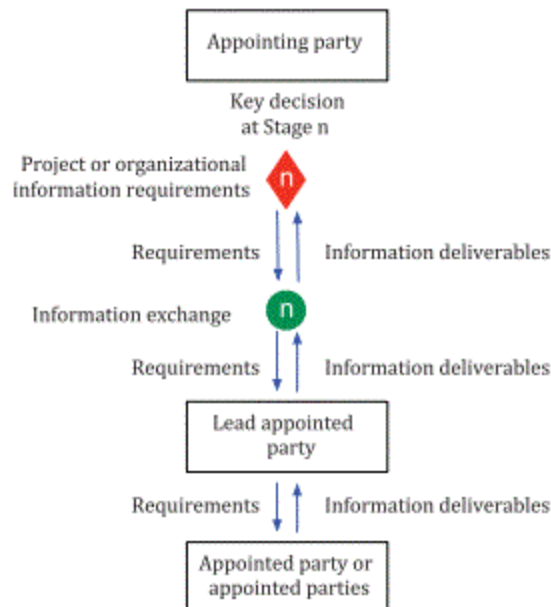 Appointing party
Key decision
at Stage n
Project or organizational
information requirements
n
Requirements
Information deliverables
n
Information exchange
Requirements
Information deliverables
Lead appointed
party
Requirements
Information deliverables
Appointed party or
appointed parties